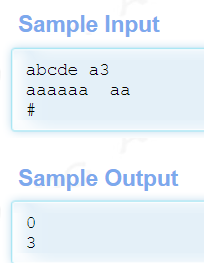 Sample Input
abcde a3
aaaaaa  aa
#
Sample Output
0
3